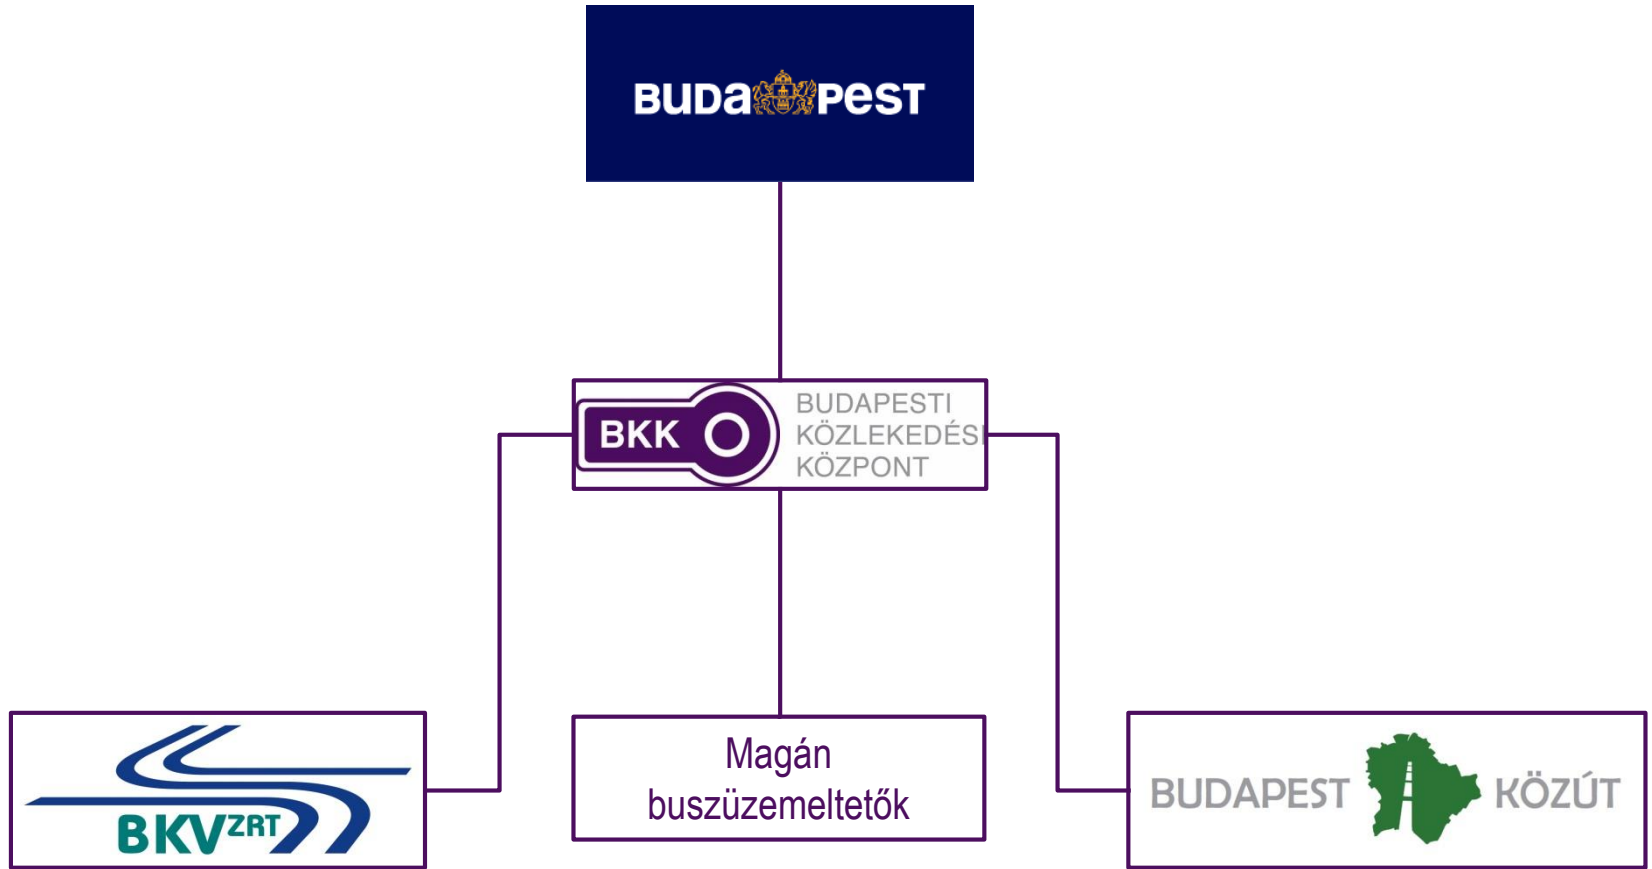 BUDaPeST
BKK
BUDAPESTI
KÖZLEKEDÉSI
KÖZPONT
BKV ZRT
Magán
buszüzemeltetők
BUDAPEST KÖZÚT